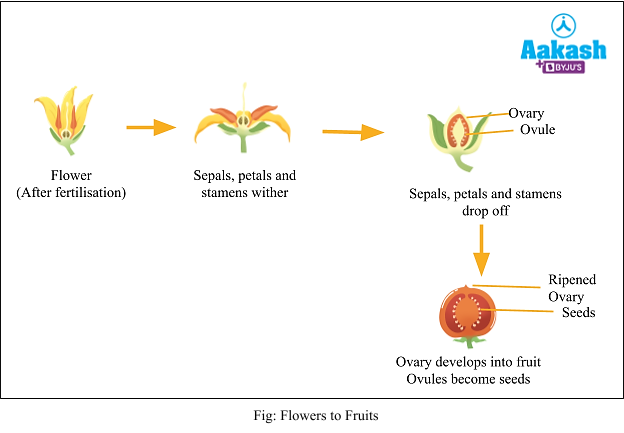 Aakash
+ BYJU'S
Ovary
Ovule
Flower
(After fertilisation)
Sepals, petals and
stamens wither
Sepals, petals and stamens
drop off
Ripened
Ovary
Seeds
Ovary develops into fruit
Ovules become seeds
Fig: Flowers to Fruits